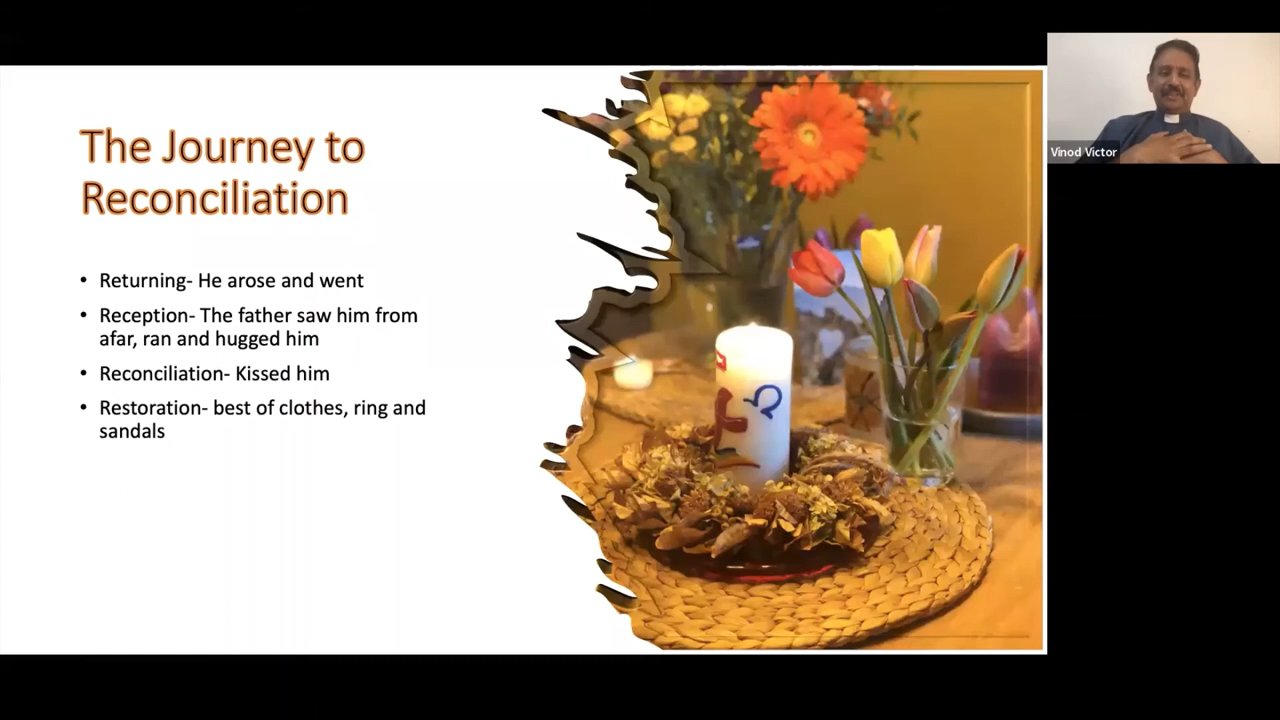 The Journey to
Reconciliation
• Returning- He arose and went
• Reception- The father saw him from
afar, ran and hugged him
• Reconciliation- Kissed him
• Restoration- best of clothes, ring and
sandals
Vinod Victor